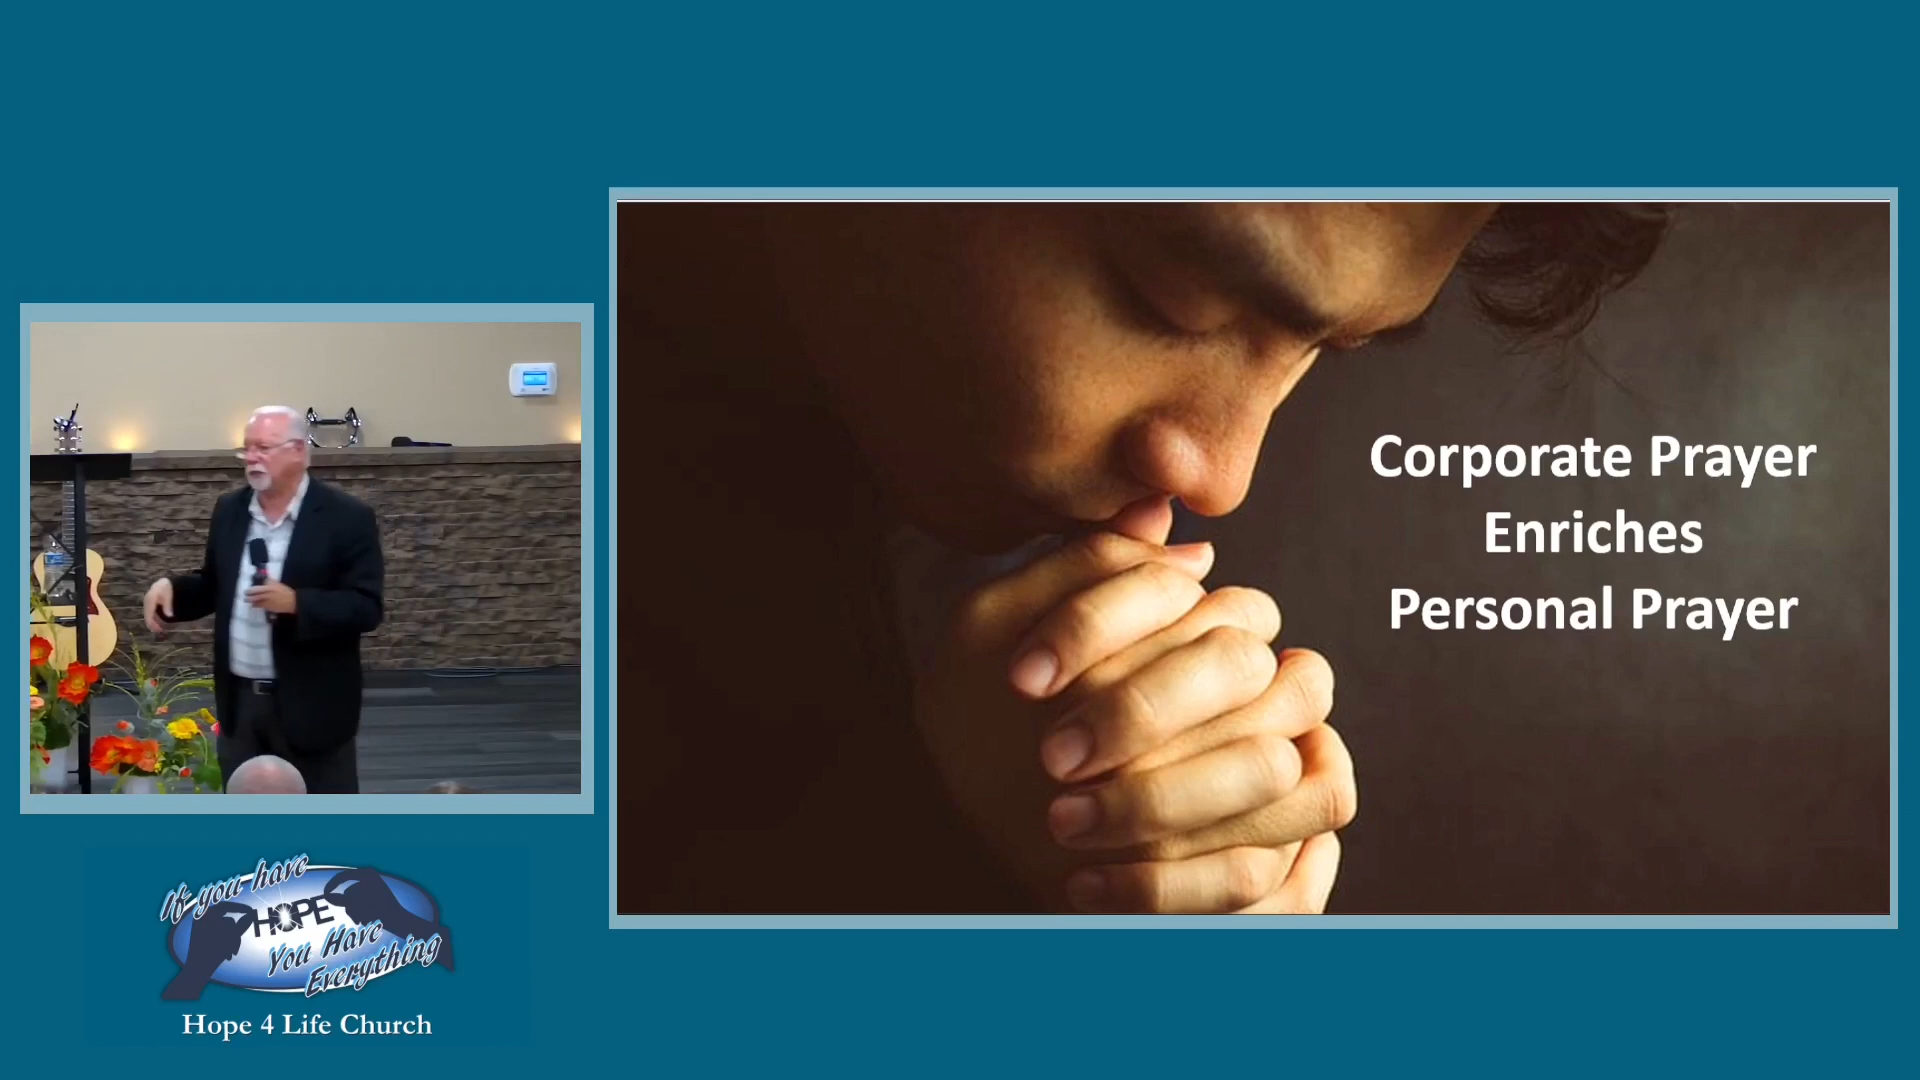 Corporate Prayer
Enriches
Personal Prayer
If you have
HOPE
You Have
Everything
Hope 4 Life Church